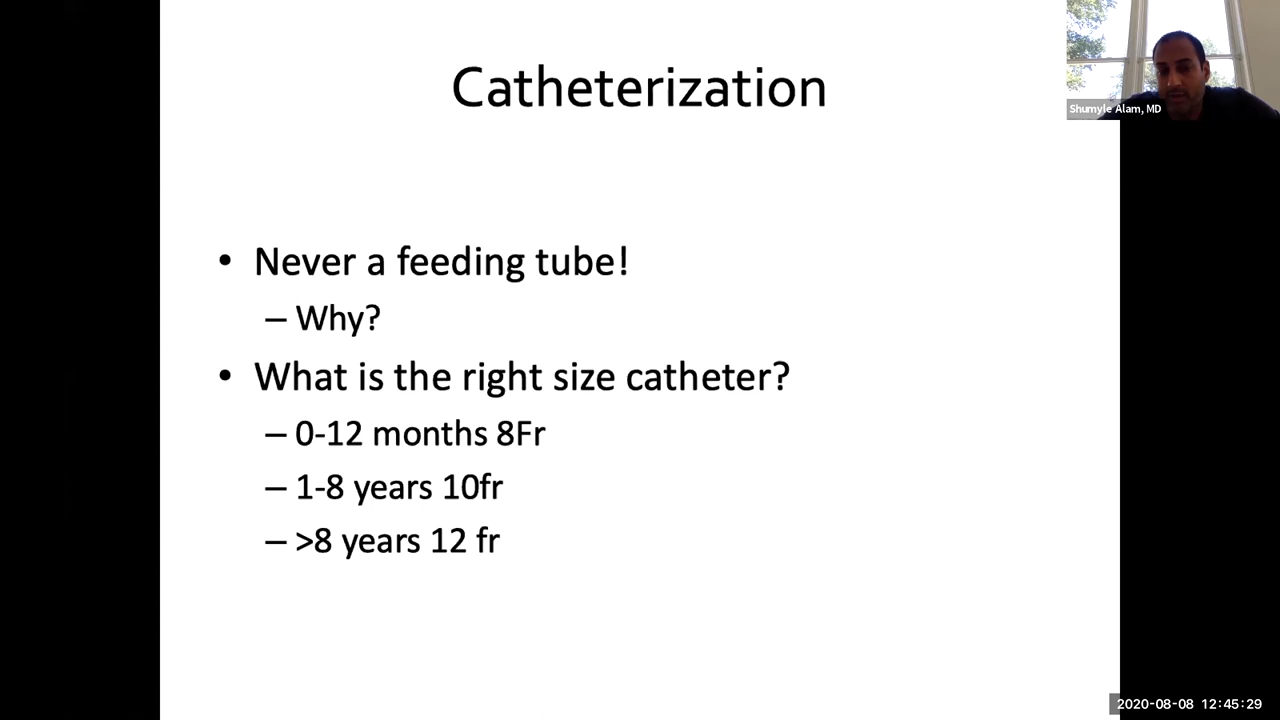 Catheterization
Shumyle Alam, MD
• Never a feeding tube!
– Why?
• What is the right size catheter?
– 0-12 months 8Fr
– 1-8 years 10fr
– >8 years 12 fr
2020-08-08 12:45:29